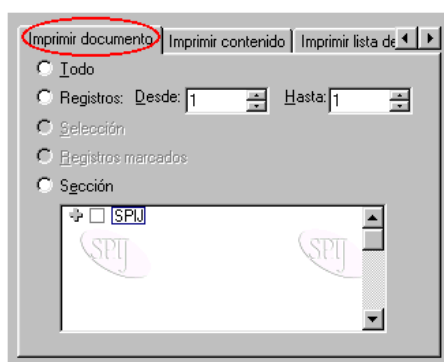 Imprimir documento Imprimir contenido Imprimir lista de
Todo
Registros: Desde: 1 Hasta: 1
Selección
Registros marcados
Sección
SPIJ
SPIJ SPIJ